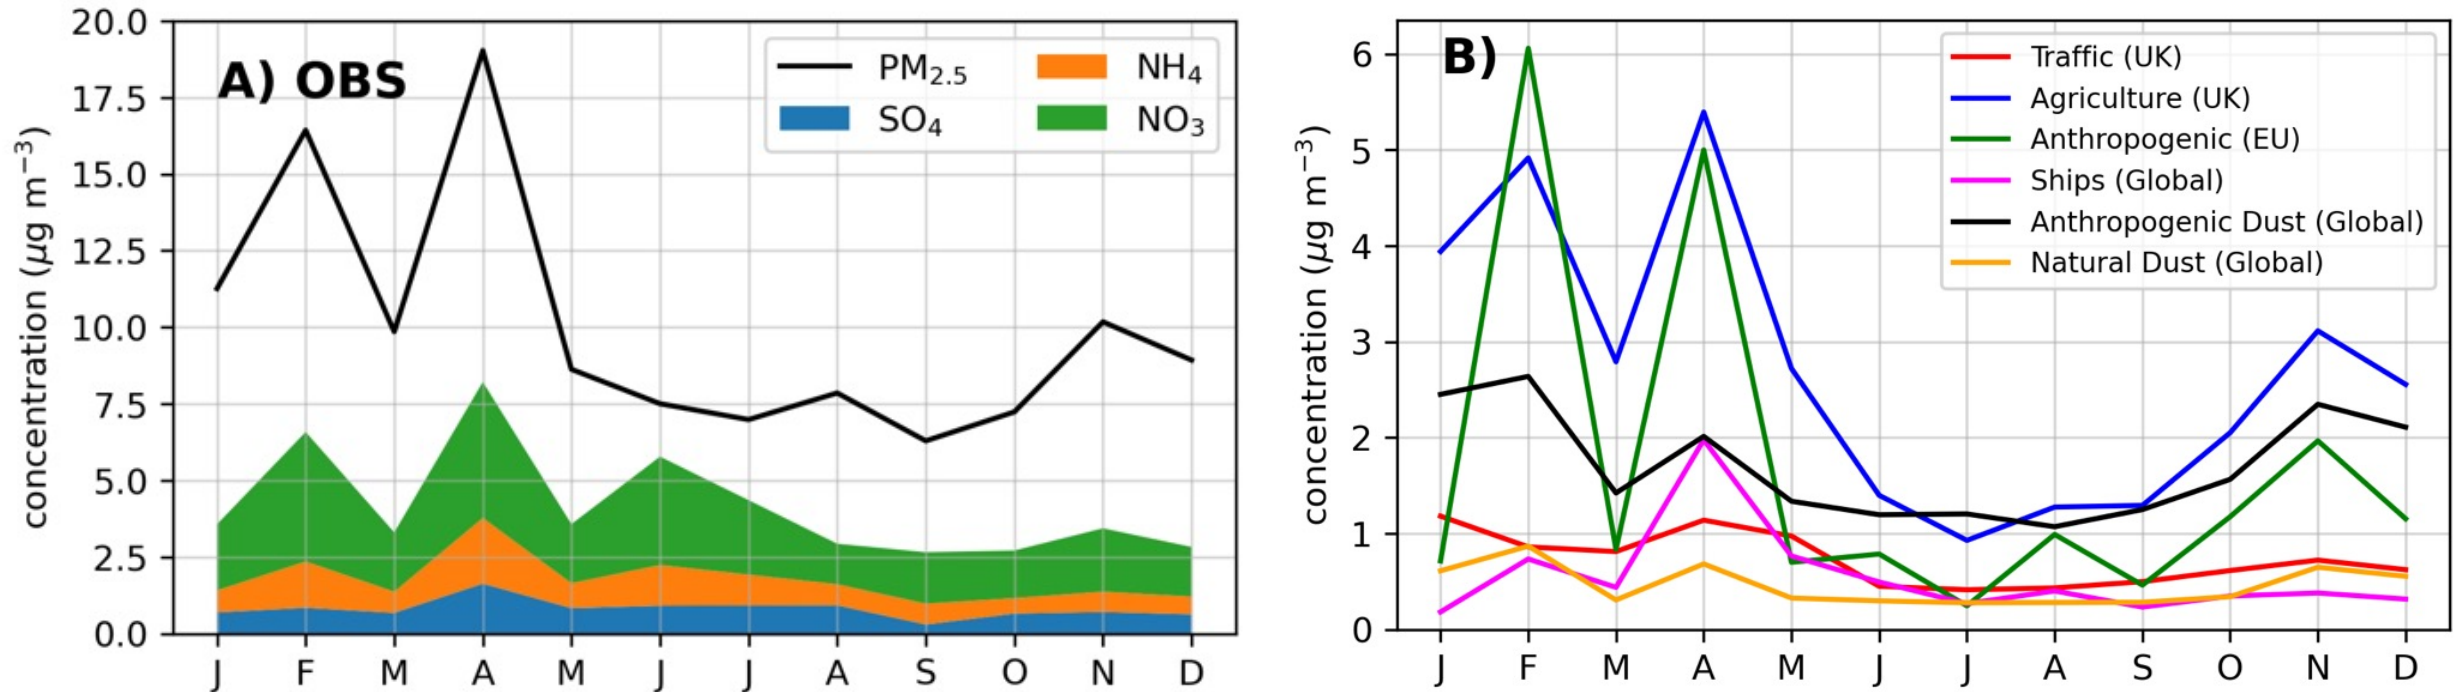 A) OBS
PM2.5
SO4
NH4
NO3
concentration (μg m−3)
20.0
17.5
15.0
12.5
10.0
7.5
5.0
2.5
0.0
J F M A M J J A S O N D
B)
Traffic (UK)
Agriculture (UK)
Anthropogenic (EU)
Ships (Global)
Anthropogenic Dust (Global)
Natural Dust (Global)
concentration (μg m−3)
6
5
4
3
2
1
0
J F M A M J J A S O N D